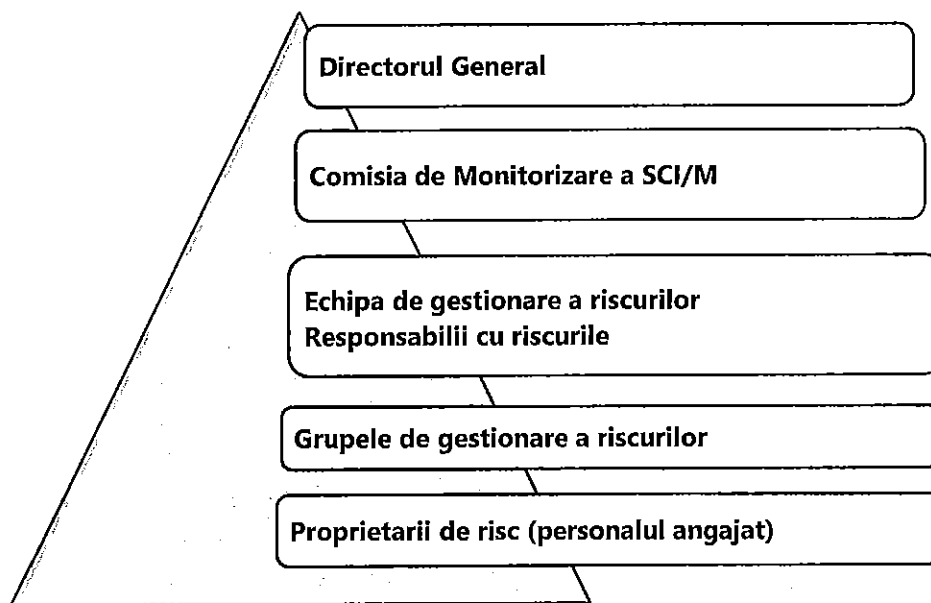 Directorul General
Comisia de Monitorizare a SCI/M
Echipa de gestionare a riscurilor
Responsabilii cu riscurile
Grupele de gestionare a riscurilor
Proprietarii de risc (personalul angajat)